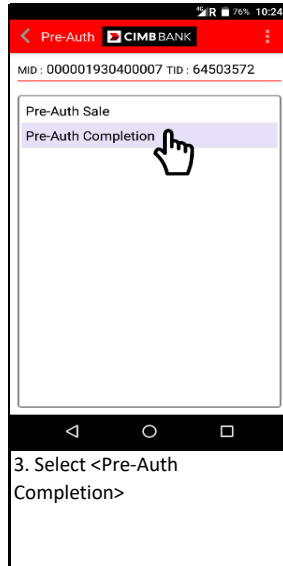 4G R 76% 10:24
Pre-Auth CIMB BANK
MID : 000001930400007 TID : 64503572
Pre-Auth Sale
Pre-Auth Completion
3. Select <Pre-Auth
Completion>